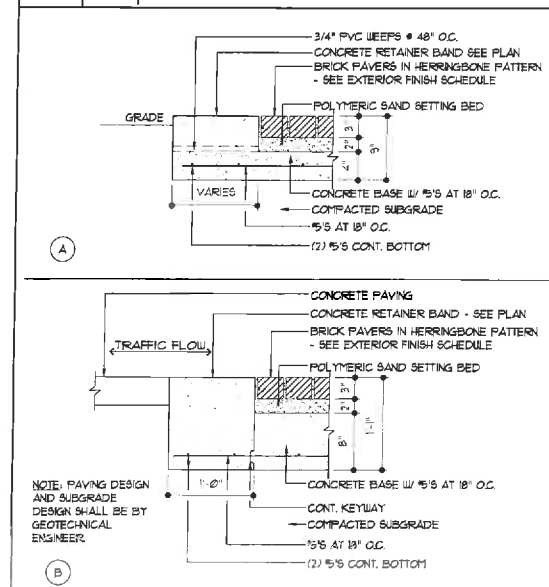 3/4" PVC WEEPS @ 48" O.C.
CONCRETE RETAINER BAND SEE PLAN
BRICK PAVERS IN HERRINGBONE PATTERN
- SEE EXTERIOR FINISH SCHEDULE
POLYMERIC SAND SETTING BED
GRADE
3"
2"
4"
9"
VARIES
CONCRETE BASE W/ #5'S AT 18" O.C.
COMPACTED SUBGRADE
#5'S AT 18" O.C.
(2) #5'S CONT. BOTTOM
A
CONCRETE PAVING
CONCRETE RETAINER BAND - SEE PLAN
BRICK PAVERS IN HERRINGBONE PATTERN
- SEE EXTERIOR FINISH SCHEDULE
TRAFFIC FLOW
POLYMERIC SAND SETTING BED
3"
2"
8"
1'-1"
1'-0"
NOTE: PAVING DESIGN
AND SUBGRADE
DESIGN SHALL BE BY
GEOTECHNICAL
ENGINEER
CONCRETE BASE W/ #5'S AT 18" O.C.
CONT. KEYWAY
COMPACTED SUBGRADE
#5'S AT 18" O.C.
(2) #5'S CONT. BOTTOM
B